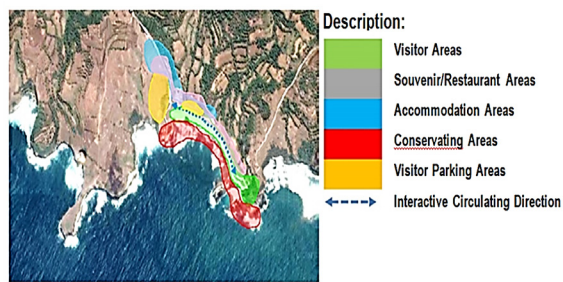 Description:
Visitor Areas
Souvenir/Restaurant Areas
Accommodation Areas
Conservating Areas
Visitor Parking Areas
Interactive Circulating Direction